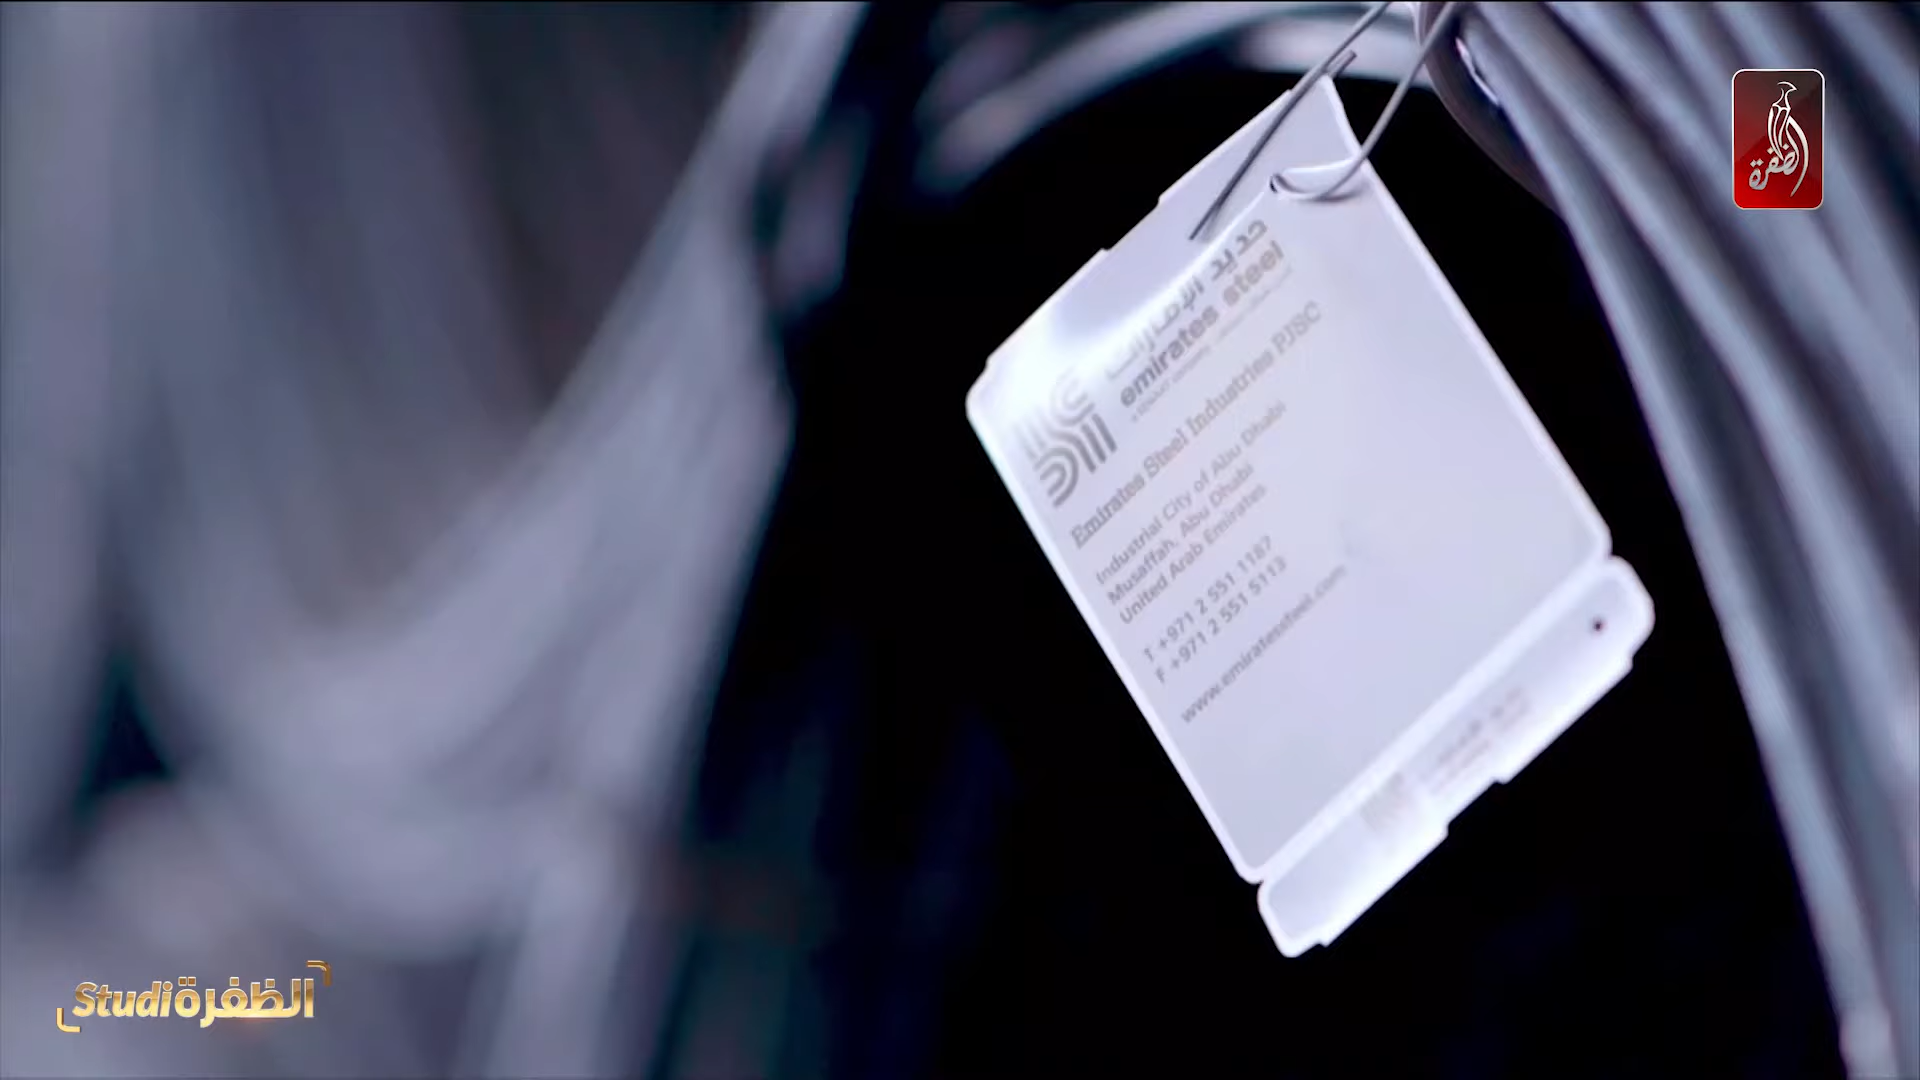 حديد الإمارات
emirates steel
Emirates Steel Industries PJSC
Industrial City of Abu Dhabi
Musaffah, Abu Dhabi
United Arab Emirates
T +971 2 551 1187
F +971 2 551 5113
www.emiratessteel.com
الظفرة
Studio الظفرة